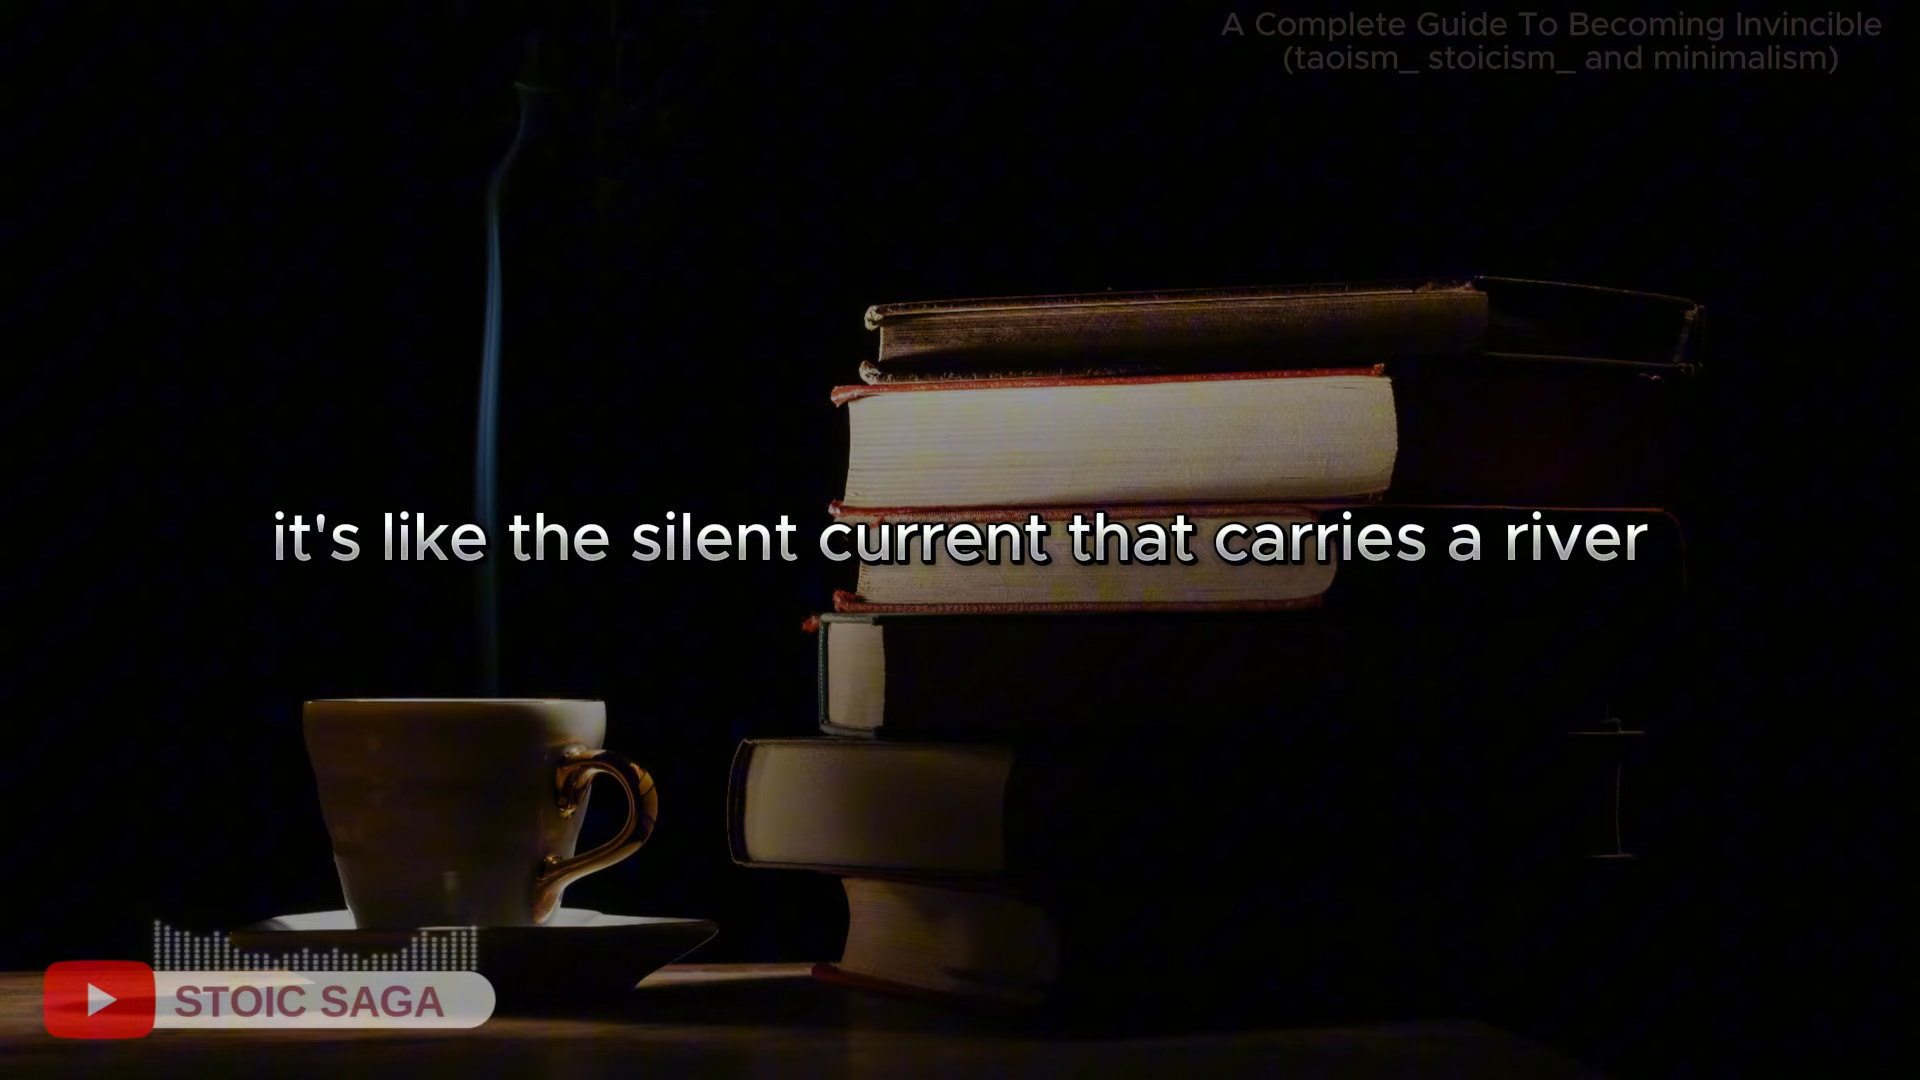 A Complete Guide To Becoming Invincible
(taoism_ stoicism_ and minimalism)
it's like the silent current that carries a river
STOIC SAGA